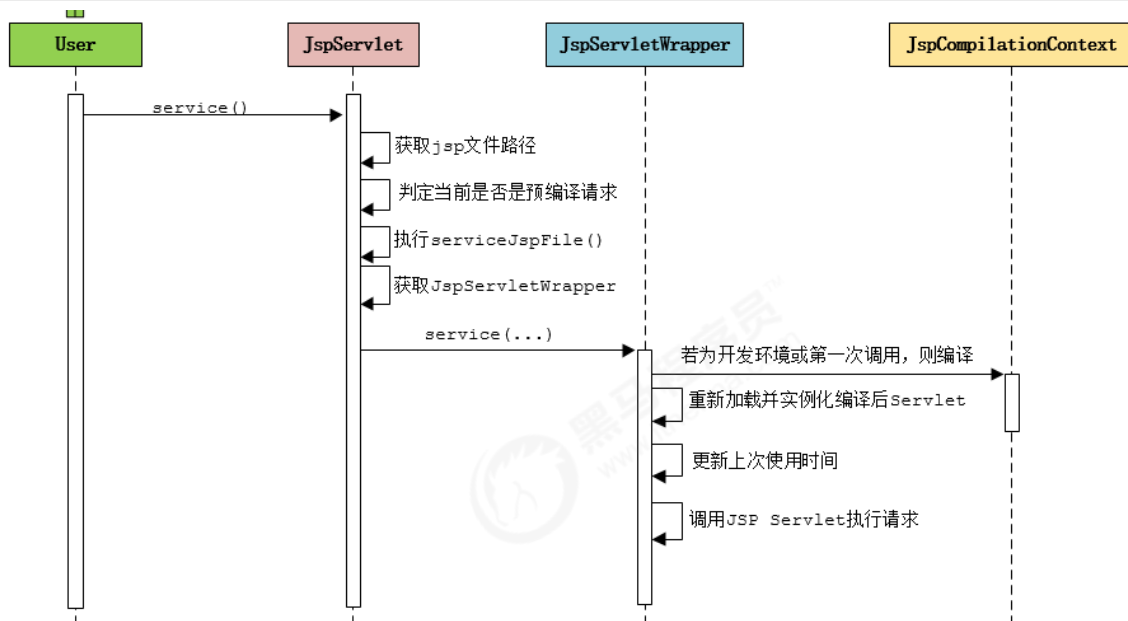 User
JspServlet
JspServletWrapper
JspCompilationContext
service()
获取jsp文件路径
判定当前是否是预编译请求
执行serviceJspFile()
获取JspServletWrapper
service(...)
若为开发环境或第一次调用，则编译
重新加载并实例化编译后Servlet
更新上次使用时间
调用JSP Servlet执行请求
黑马程序员